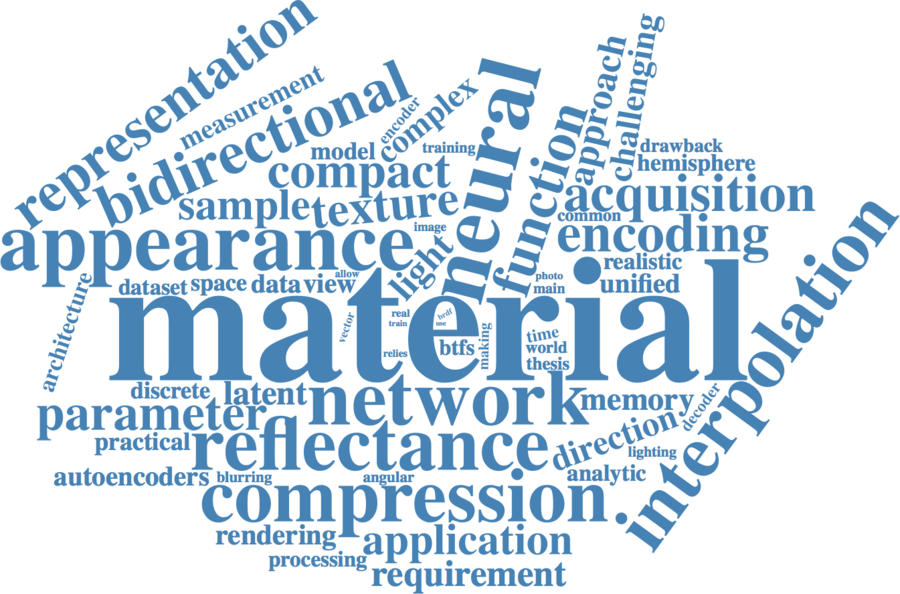 representation
measurement
bidirectional
encoder
complex
neural
function
approach
challenging
model
training
drawback
compact
hemisphere
sample
texture
acquisition
common
image
appearance
light
encoding
realistic
architecture
dataset
space
data
view
allow
photo
main
unified
material
vector
real
train
brdf
use
relies
btfs
making
time
world
thesis
interpolation
discrete
latent
network
memory
decoder
parameter
practical
reflectance
direction
lighting
autoencoders
blurring
angular
analytic
compression
rendering
application
processing
requirement